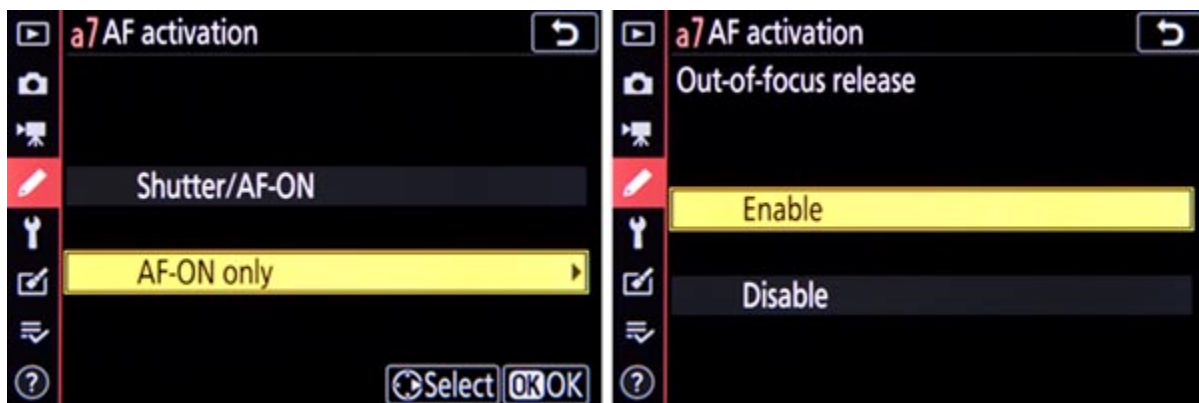 a7 AF activation
Shutter/AF-ON
AF-ON only
Select OK OK
?
a7 AF activation
Out-of-focus release
Enable
Disable
?